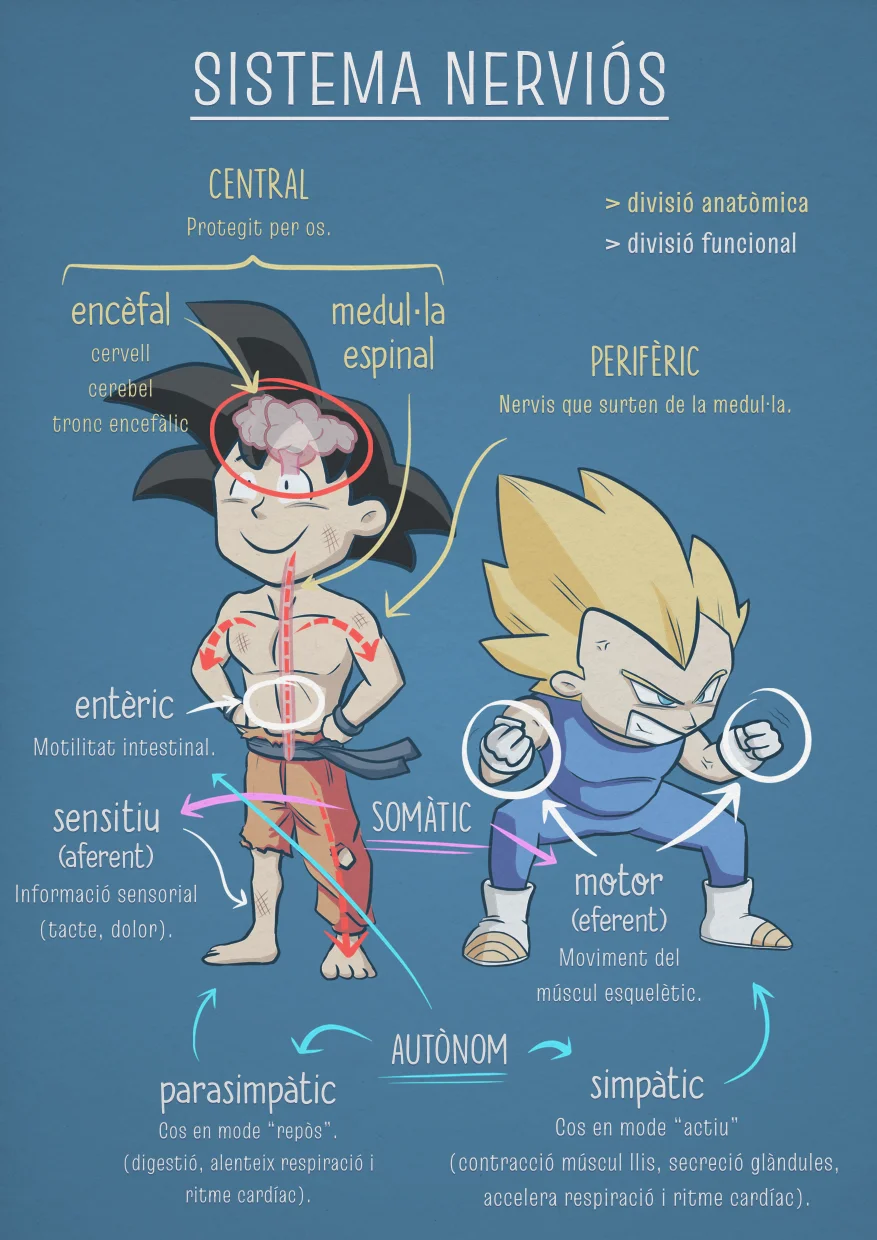 SISTEMA NERVIÓS
CENTRAL
Protegit per os.
> divisió anatòmica
> divisió funcional
encèfal
cervell
cerebel
tronc encefàlic
medul·la
espinal
PERIFÈRIC
Nervis que surten de la medul·la.
entèric
Motilitat intestinal.
sensitiu
(aferent)
Informació sensorial
(tacte, dolor).
SOMÀTIC
motor
(eferent)
Moviment del
múscul esquelètic.
AUTÒNOM
parasimpàtic
Cos en mode “repòs”.
(digestió, alenteix respiració i
ritme cardíac).
simpàtic
Cos en mode “actiu”
(contracció múscul llis, secreció glàndules,
accelera respiració i ritme cardíac).